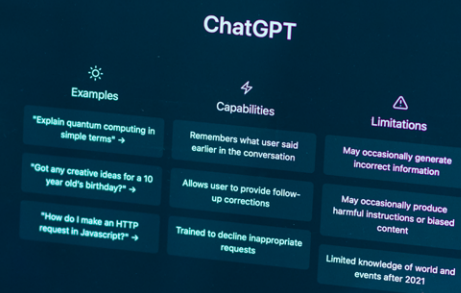 ChatGPT
Examples
"Explain quantum computing in
simple terms" →
"Got any creative ideas for a 10
year old's birthday?" →
"How do I make an HTTP
request in Javascript?" →
Capabilities
Remembers what user said
earlier in the conversation
Allows user to provide follow-
up corrections
Trained to decline inappropriate
requests
Limitations
May occasionally generate
incorrect information
May occasionally produce
harmful instructions or biased
content
Limited knowledge of world and
events after 2021